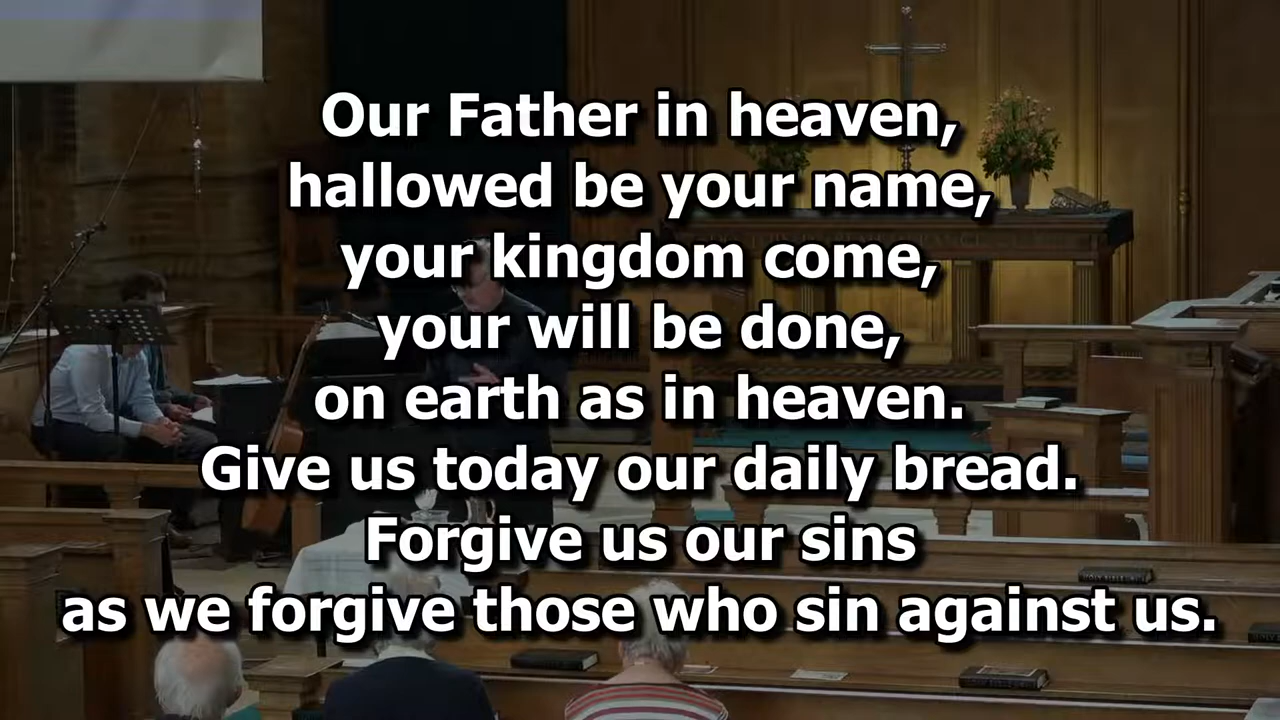 Our Father in heaven,
hallowed be your name,
your kingdom come,
your will be done,
on earth as in heaven.
Give us today our daily bread.
Forgive us our sins
as we forgive those who sin against us.
HOLY BIBLE